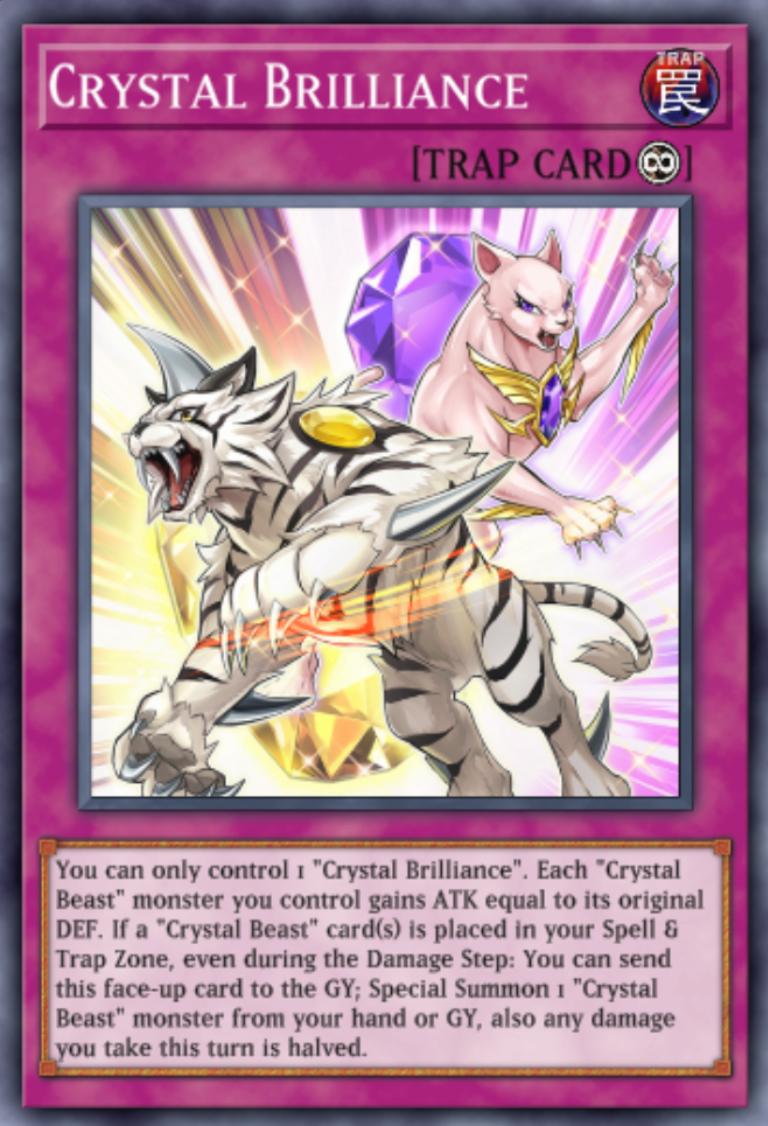 CRYSTAL BRILLIANCE
TRAP
罠
[TRAP CARD∞]
You can only control 1 "Crystal Brilliance". Each "Crystal
Beast" monster you control gains ATK equal to its original
DEF. If a "Crystal Beast" card(s) is placed in your Spell &
Trap Zone, even during the Damage Step: You can send
this face-up card to the GY; Special Summon 1 "Crystal
Beast" monster from your hand or GY, also any damage
you take this turn is halved.